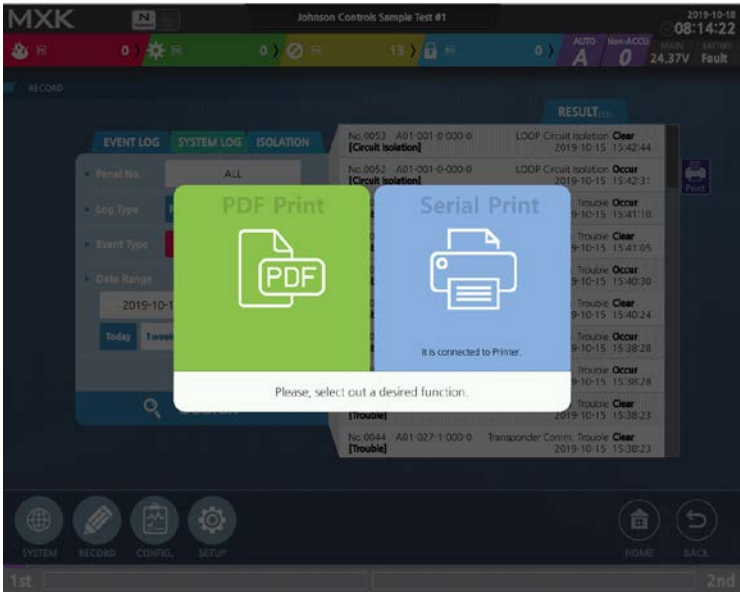 MXK
N
Johnson Controls Sample Test #1
2019-10-18
08:14:22
0
0
13
0
AUTO
A
Non-ACCU
0
MAIN
24.37V
BATTERY
Fault
RECORD
RESULT
EVENT LOG SYSTEM LOG ISOLATION
Panel No. ALL
Log Type
Event Type
Date Range
2019-10-1
Today 1week
No.0053 A01-001-0-000-0 LOOP Circuit Isolation Clear
[Circuit Isolation] 2019-10-15 15:42:44
No.0052 A01-001-0-000-0 LOOP Circuit Isolation Occur
[Circuit Isolation] 2019-10-15 15:42:31
Trouble Occur
9-10-15 15:41:10
Trouble Clear
9-10-15 15:41:05
Trouble Occur
9-10-15 15:40:30
Trouble Clear
9-10-15 15:40:24
Trouble Occur
9-10-15 15:38:28
Trouble Occur
9-10-15 15:38:28
Trouble Clear
[Trouble] 2019-10-15 15:38:23
No.0044 A01-027-1-000-0 Transponder Comm. Trouble Clear
[Trouble] 2019-10-15 15:38:23
Print
PDF Print
PDF
Serial Print
It is connected to Printer.
Please, select out a desired function.
SYSTEM RECORD CONFIG. SETUP HOME BACK
1st 2nd